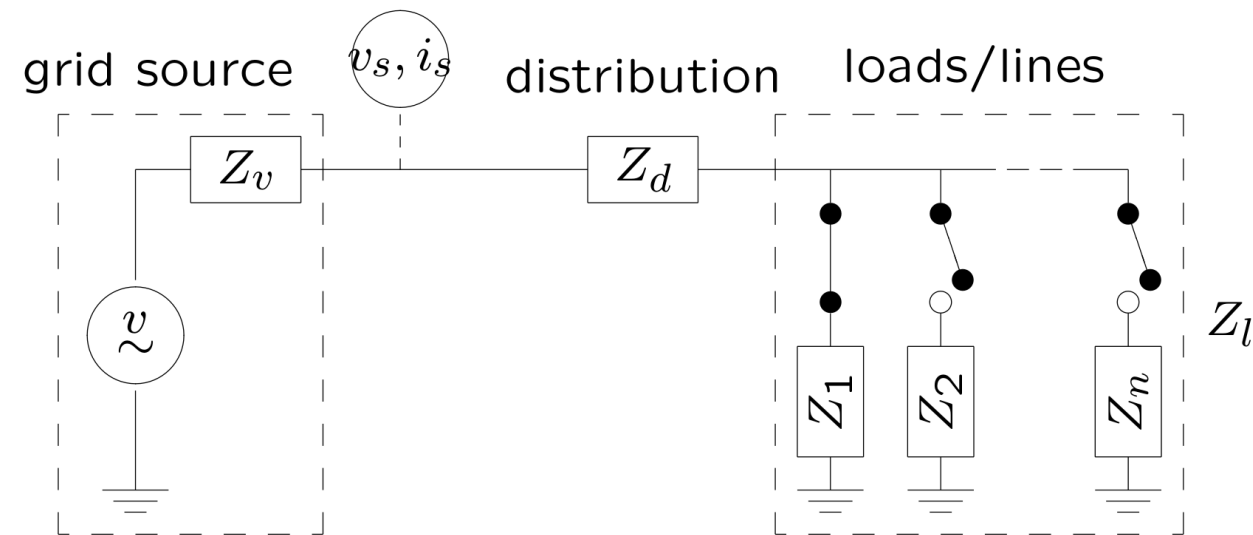 grid source
v_s, i_s
distribution
loads/lines
Z_v
Z_d
v
~
Z_l
Z_1
Z_2
Z_n